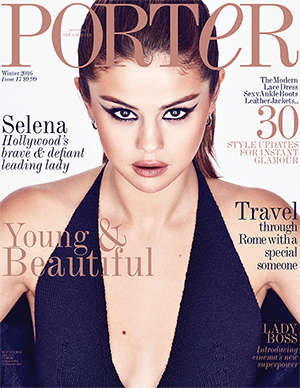 PORTER
Winter 2016
Issue 17 $9.99
The Modern
Lace Dress
Sexy Ankle Boots
Leather Jackets...
30
STYLE UPDATES
FOR INSTANT
GLAMOUR
Selena
Hollywood's
brave & defiant
leading lady
Travel
through
Rome with a
special
someone
Young &
Beautiful
LADY
BOSS
Introducing
cinema's new
superpower